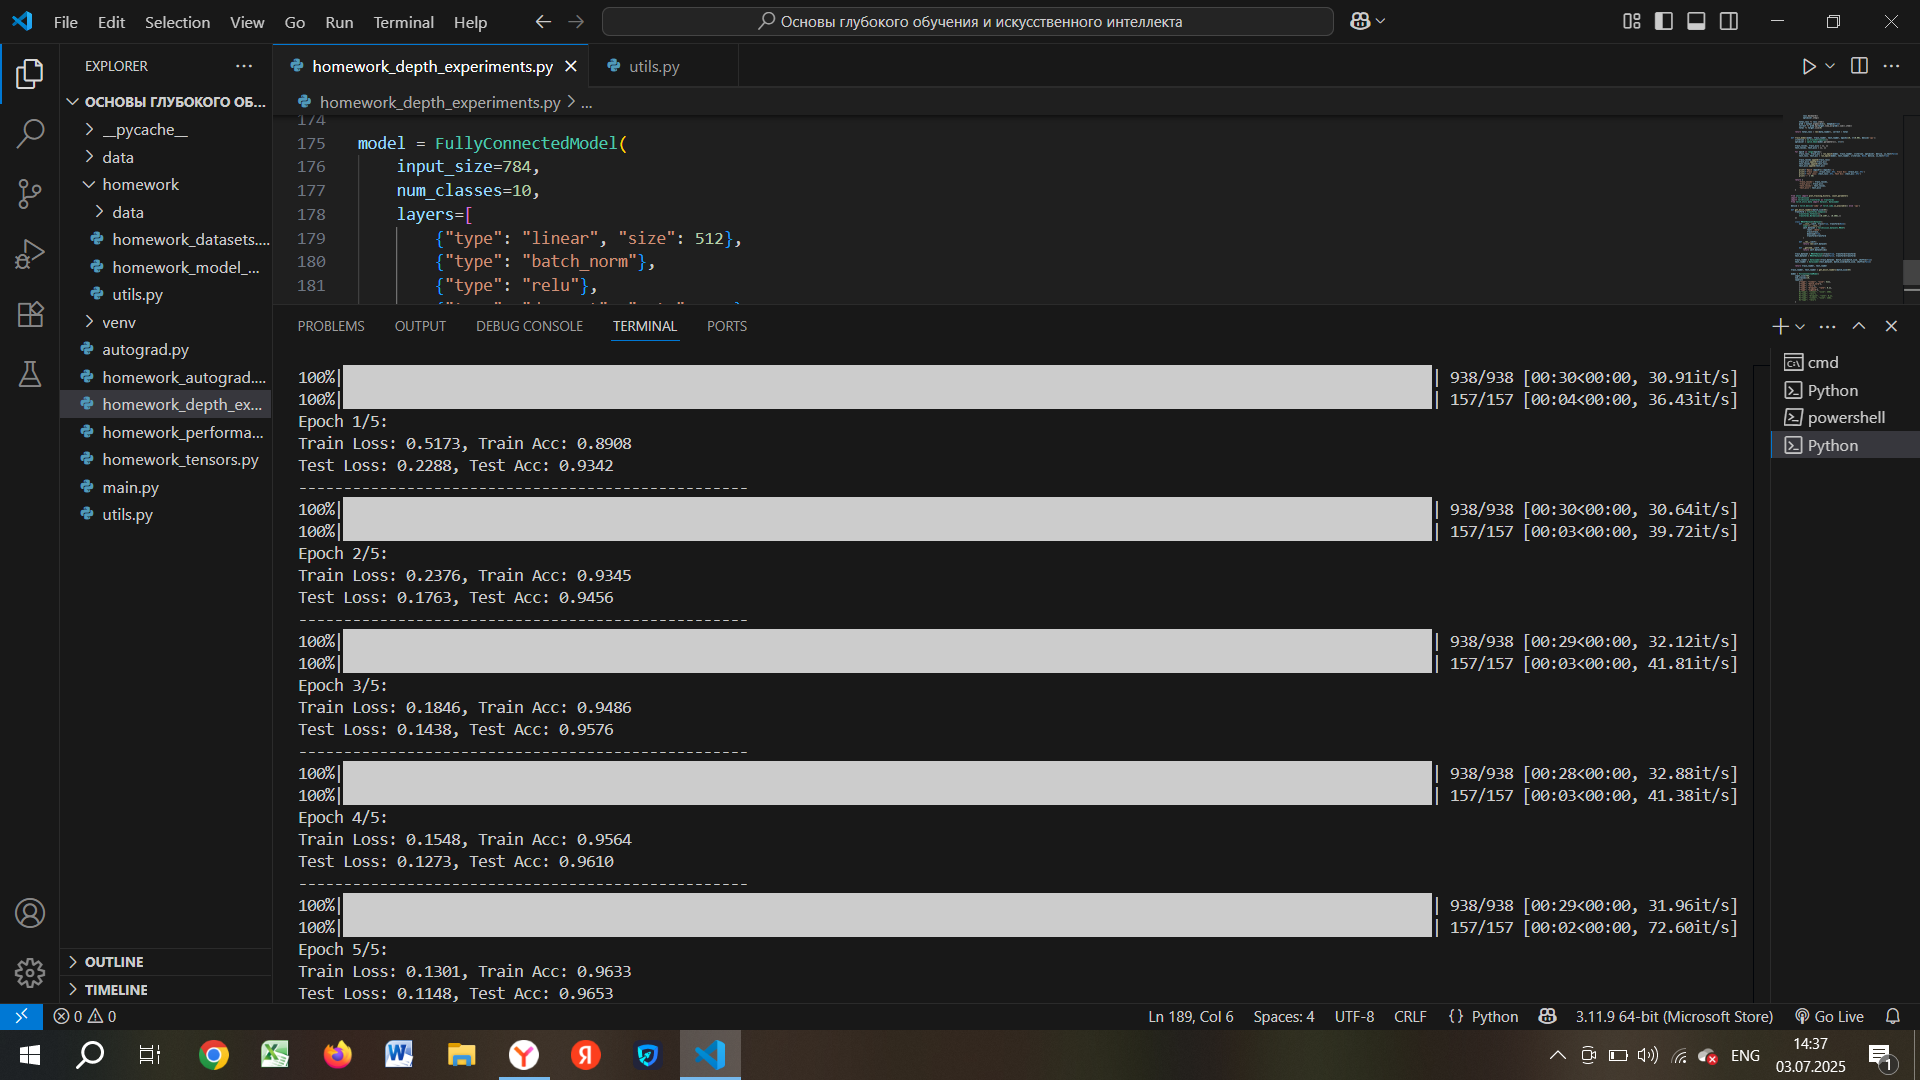 File Edit Selection View Go Run Terminal Help
Основы глубокого обучения и искусственного интеллекта
EXPLORER
ОСНОВЫ ГЛУБОКОГО ОБ...
__pycache__
data
homework
data
homework_datasets....
homework_model_...
utils.py
venv
autograd.py
homework_autograd....
homework_depth_ex...
homework_performa...
homework_tensors.py
main.py
utils.py
OUTLINE
TIMELINE
homework_depth_experiments.py
utils.py
homework_depth_experiments.py > ...
174
175 model = FullyConnectedModel(
176 input_size=784,
177 num_classes=10,
178 layers=[
179 {"type": "linear", "size": 512},
180 {"type": "batch_norm"},
181 {"type": "relu"},
PROBLEMS OUTPUT DEBUG CONSOLE TERMINAL PORTS
100%| | 938/938 [00:30<00:00, 30.91it/s]
100%| | 157/157 [00:04<00:00, 36.43it/s]
Epoch 1/5:
Train Loss: 0.5173, Train Acc: 0.8908
Test Loss: 0.2288, Test Acc: 0.9342
--------------------------------------------------
100%| | 938/938 [00:30<00:00, 30.64it/s]
100%| | 157/157 [00:03<00:00, 39.72it/s]
Epoch 2/5:
Train Loss: 0.2376, Train Acc: 0.9345
Test Loss: 0.1763, Test Acc: 0.9456
--------------------------------------------------
100%| | 938/938 [00:29<00:00, 32.12it/s]
100%| | 157/157 [00:03<00:00, 41.81it/s]
Epoch 3/5:
Train Loss: 0.1846, Train Acc: 0.9486
Test Loss: 0.1438, Test Acc: 0.9576
--------------------------------------------------
100%| | 938/938 [00:28<00:00, 32.88it/s]
100%| | 157/157 [00:03<00:00, 41.38it/s]
Epoch 4/5:
Train Loss: 0.1548, Train Acc: 0.9564
Test Loss: 0.1273, Test Acc: 0.9610
--------------------------------------------------
100%| | 938/938 [00:29<00:00, 31.96it/s]
100%| | 157/157 [00:02<00:00, 72.60it/s]
Epoch 5/5:
Train Loss: 0.1301, Train Acc: 0.9633
Test Loss: 0.1148, Test Acc: 0.9653
cmd
Python
powershell
Python
0 0
Ln 189, Col 6 Spaces: 4 UTF-8 CRLF {} Python 3.11.9 64-bit (Microsoft Store) Go Live
ENG
14:37
03.07.2025
1